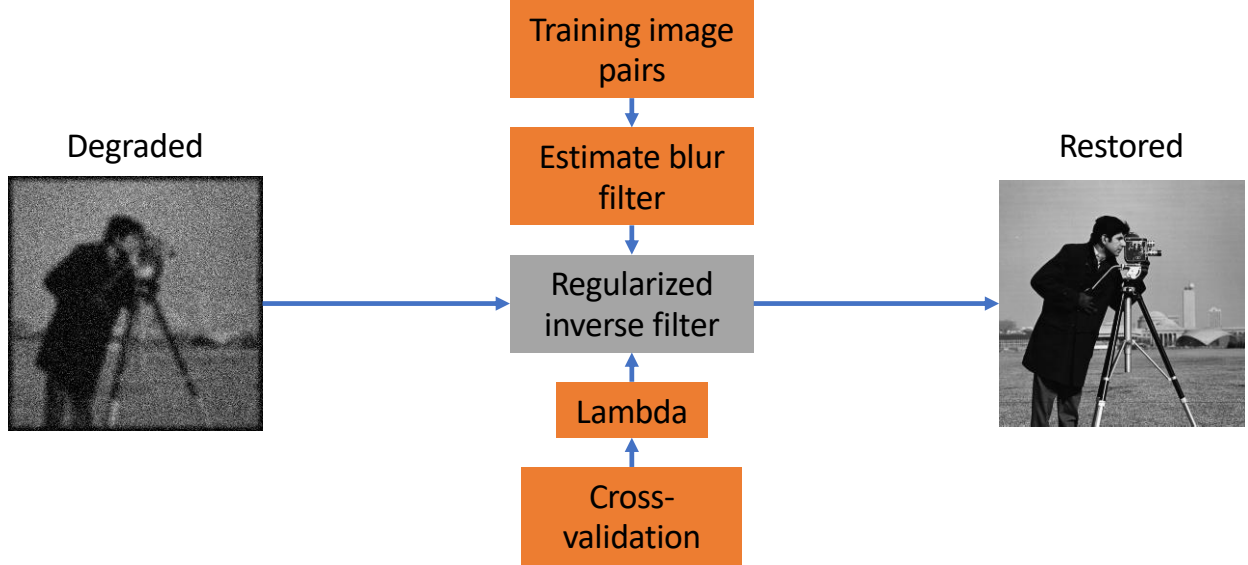 Training image
pairs
Degraded
Estimate blur
filter
Restored
Regularized
inverse filter
Lambda
Cross-
validation